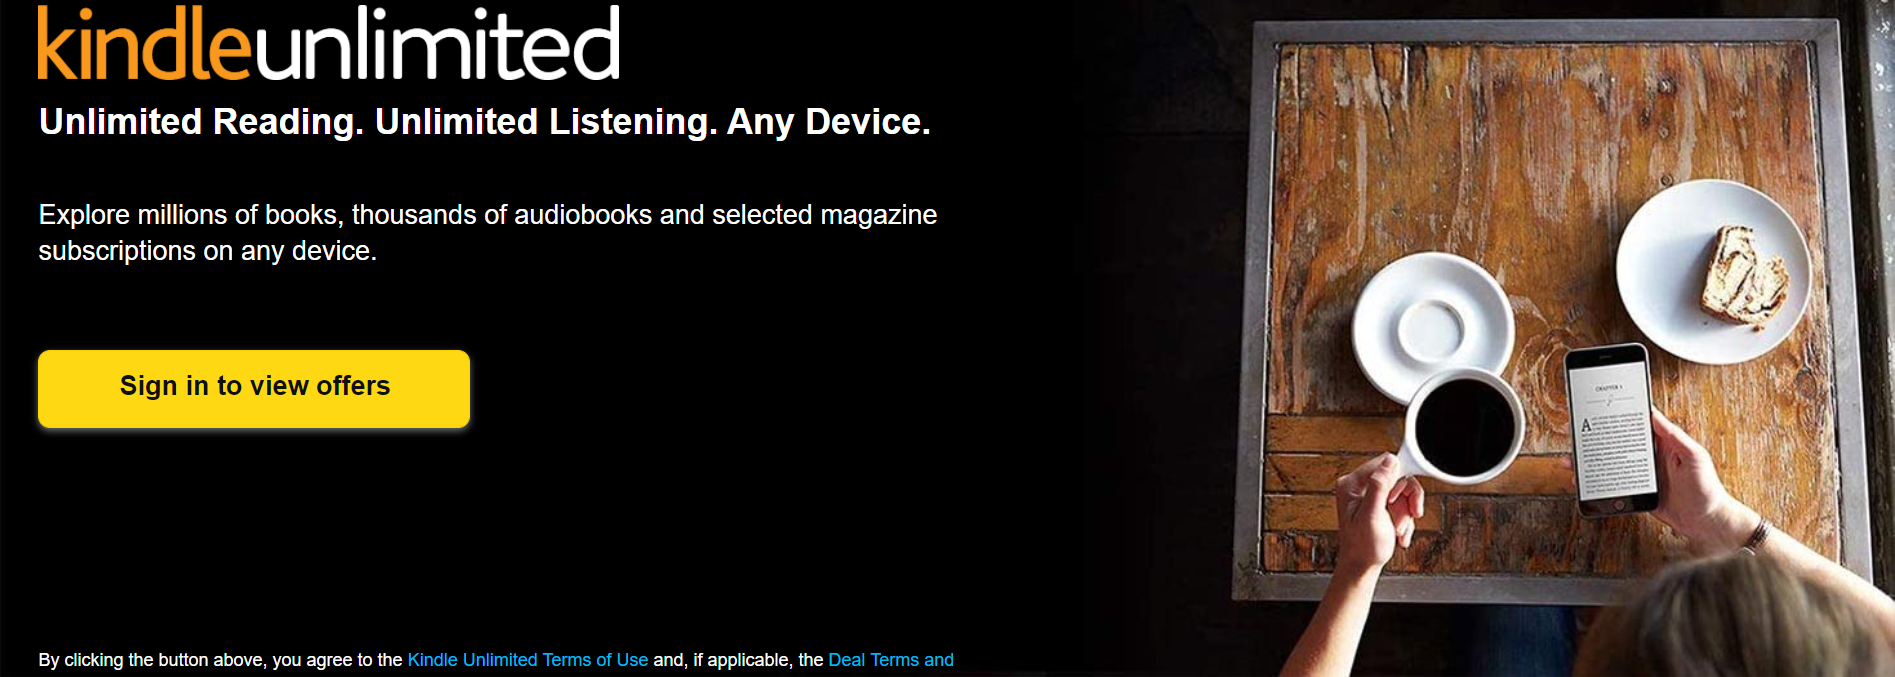 kindleunlimited
Unlimited Reading. Unlimited Listening. Any Device.
Explore millions of books, thousands of audiobooks and selected magazine
subscriptions on any device.
Sign in to view offers
By clicking the button above, you agree to the Kindle Unlimited Terms of Use and, if applicable, the Deal Terms and
CHAPTER 1